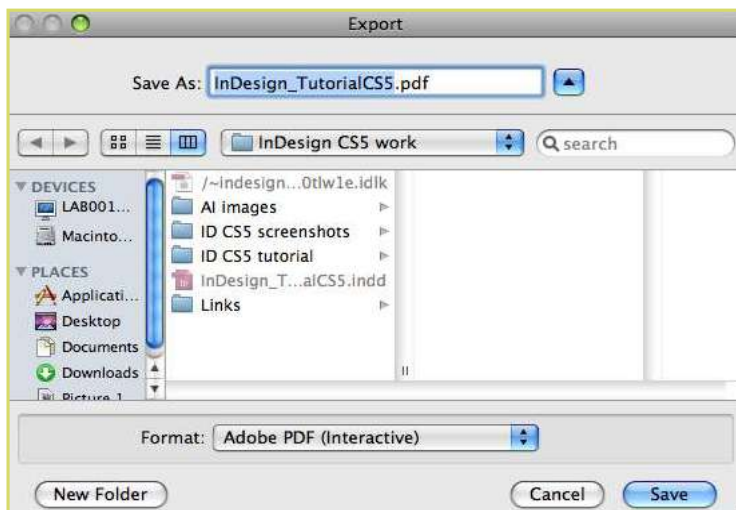 Export
Save As: InDesign_TutorialCS5.pdf
InDesign CS5 work
search
DEVICES
LAB001...
Macinto...
PLACES
Applicati...
Desktop
Documents
Downloads
Picture 1
/~indesign...0tlw1e.idlk
AI images
ID CS5 screenshots
ID CS5 tutorial
InDesign_T...alCS5.indd
Links
Format: Adobe PDF (Interactive)
New Folder
Cancel
Save